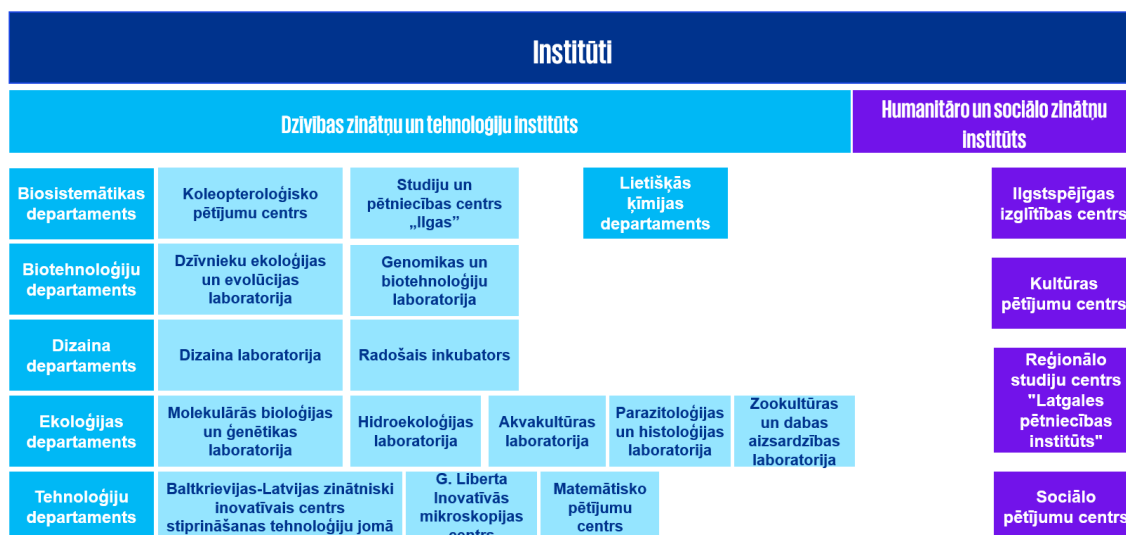 Institūti
Dzīvības zinātņu un tehnoloģiju institūts
Humanitāro un sociālo zinātņu
institūts
Biosistemātikas
departaments
Koleopteroloģisko
pētījumu centrs
Studiju un
pētniecības centrs
„Ilgas”
Lietišķās
ķīmijas
departaments
Ilgstspējīgas
izglītības centrs
Biotehnoloģiju
departaments
Dzīvnieku ekoloģijas
un evolūcijas
laboratorija
Genomikas un
biotehnoloģiju
laboratorija
Kultūras
pētījumu centrs
Dizaina
departaments
Dizaina laboratorija
Radošais inkubators
Reģionālo
studiju centrs
"Latgales
pētniecības
institūts"
Ekoloģijas
departaments
Molekulārās bioloģijas
un ģenētikas
laboratorija
Hidroekoloģijas
laboratorija
Akvakultūras
laboratorija
Parazitoloģijas
un histoloģijas
laboratorija
Zookultūras
un dabas
aizsardzības
laboratorija
Tehnoloģiju
departaments
Baltkrievijas-Latvijas zinātniski
inovatīvais centrs
stiprināšanas tehnoloģiju jomā
G. Liberta
Inovatīvās
mikroskopijas
centrs
Matemātisko
pētījumu
centrs
Sociālo
pētījumu centrs